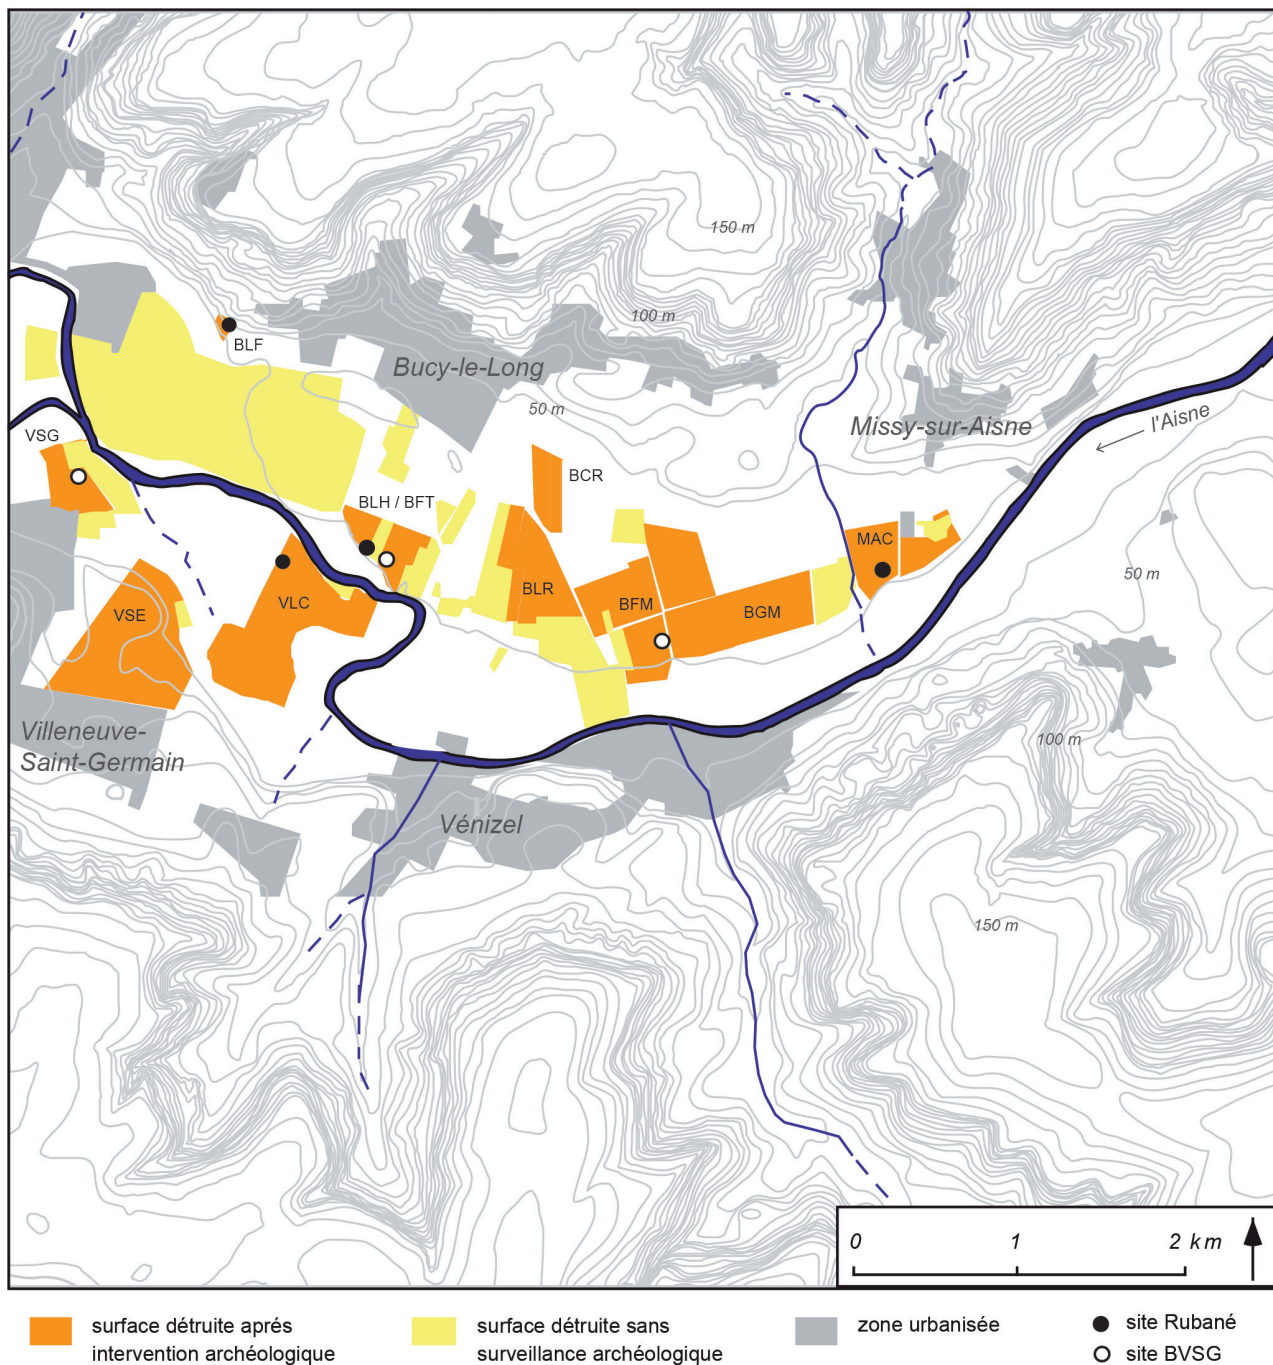 150 m
100 m
BLF
Bucy-le-Long
50 m
Missy-sur-Aisne
l'Aisne
VSG
BCR
BLH / BFT
MAC
50 m
BLR
BFM
BGM
VSE
VLC
Villeneuve-
Saint-Germain
100 m
Vénizel
150 m
0 1 2 km
surface détruite aprés
intervention archéologique
surface détruite sans
surveillance archéologique
zone urbanisée
site Rubané
site BVSG